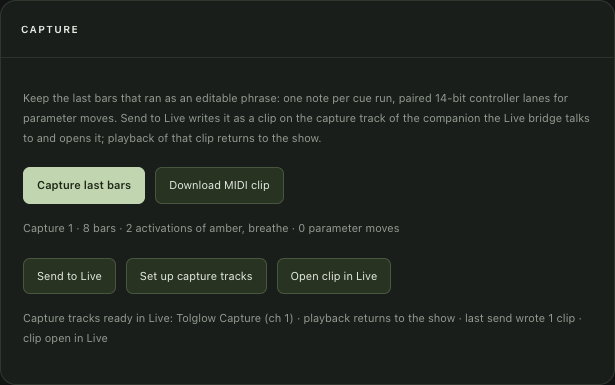 CAPTURE
Keep the last bars that ran as an editable phrase: one note per cue run, paired 14-bit controller lanes for
parameter moves. Send to Live writes it as a clip on the capture track of the companion the Live bridge talks
to and opens it; playback of that clip returns to the show.
Capture last bars
Download MIDI clip
Capture 1 · 8 bars · 2 activations of amber, breathe · 0 parameter moves
Send to Live
Set up capture tracks
Open clip in Live
Capture tracks ready in Live: Tolglow Capture (ch 1) · playback returns to the show · last send wrote 1 clip ·
clip open in Live